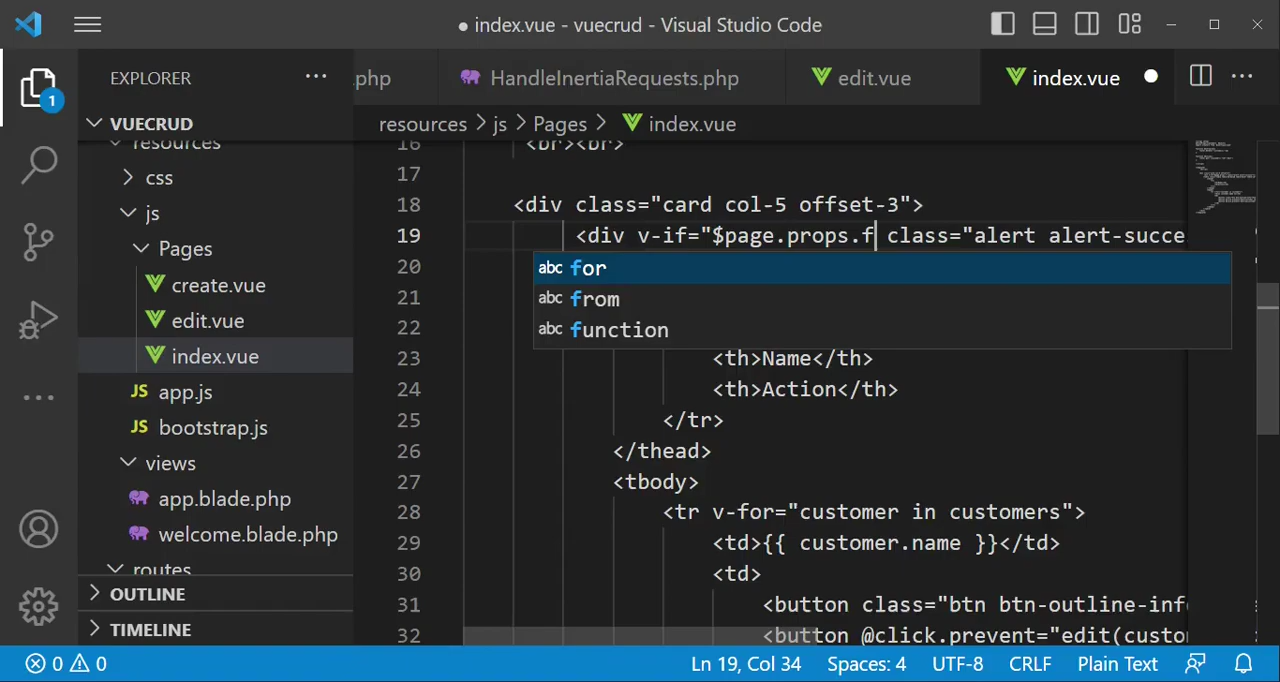 ● index.vue - vuecrud - Visual Studio Code
EXPLORER
.php
HandleInertiaRequests.php
edit.vue
index.vue
1
VUECRUD
resources > js > Pages > index.vue
resources
css
js
Pages
create.vue
edit.vue
index.vue
JS app.js
JS bootstrap.js
views
app.blade.php
welcome.blade.php
routes
OUTLINE
TIMELINE
16 <br><br>
17
18 <div class="card col-5 offset-3">
19 <div v-if="$page.props.f class="alert alert-succe
20
21
22
abc for
abc from
abc function
23 <th>Name</th>
24 <th>Action</th>
25 </tr>
26 </thead>
27 <tbody>
28 <tr v-for="customer in customers">
29 <td>{{ customer.name }}</td>
30 <td>
31 <button class="btn btn-outline-inf
32 <button @click.prevent="edit(custo
0 0 Ln 19, Col 34 Spaces: 4 UTF-8 CRLF Plain Text